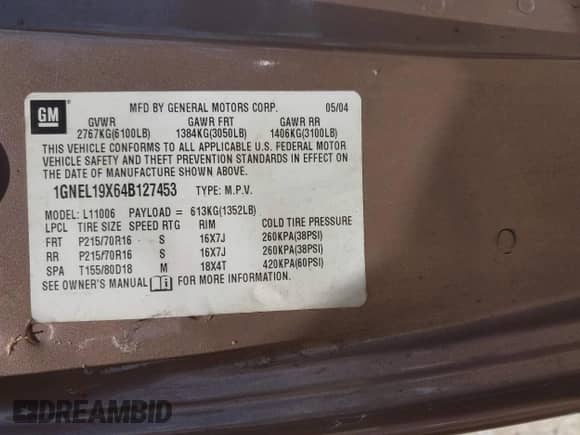 GM
MFD BY GENERAL MOTORS CORP. 05/04
GVWR GAWR FRT GAWR RR
2767KG(6100LB) 1384KG(3050LB) 1406KG(3100LB)
THIS VEHICLE CONFORMS TO ALL APPLICABLE U.S. FEDERAL MOTOR
VEHICLE SAFETY AND THEFT PREVENTION STANDARDS IN EFFECT ON
THE DATE OF MANUFACTURE SHOWN ABOVE.
1GNEL19X64B127453 TYPE: M.P.V.
MODEL: L11006 PAYLOAD = 613KG(1352LB)
LPCL TIRE SIZE SPEED RTG RIM COLD TIRE PRESSURE
FRT P215/70R16 S 16X7J 260KPA(38PSI)
RR P215/70R16 S 16X7J 260KPA(38PSI)
SPA T155/80D18 M 18X4T 420KPA(60PSI)
SEE OWNER'S MANUAL FOR MORE INFORMATION.
DREAMBID